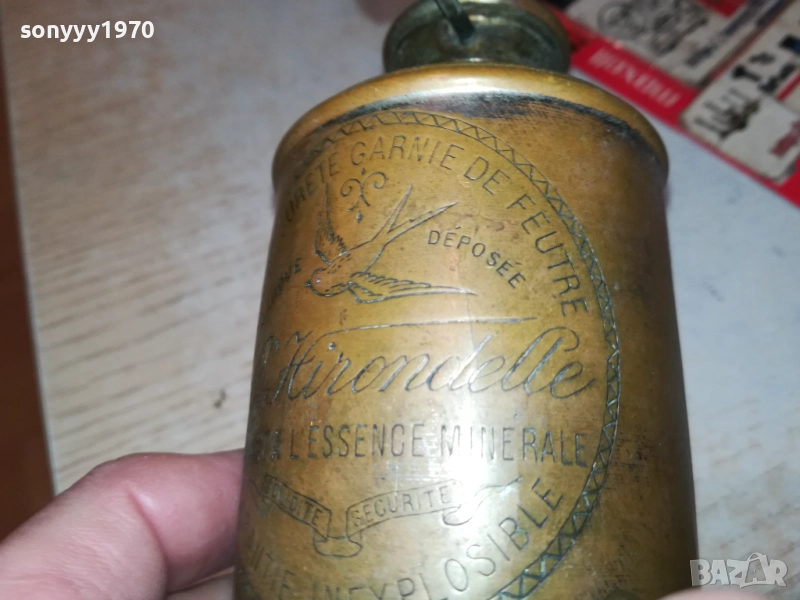 sonyyy1970
GARNIE DE FEUTRE
DÉPOSÉE
Hirondelle
L'ESSENCE MINERALE
SÉCURITÉ
INEXPLOSIBLE
BAZAR